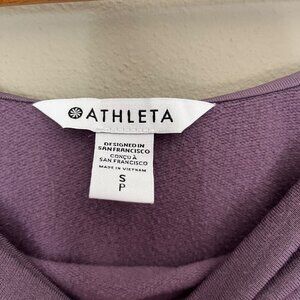 ATHLETA
DESIGNED IN
SAN FRANCISCO
CONÇU À
SAN FRANCISCO
MADE IN VIETNAM
S
P